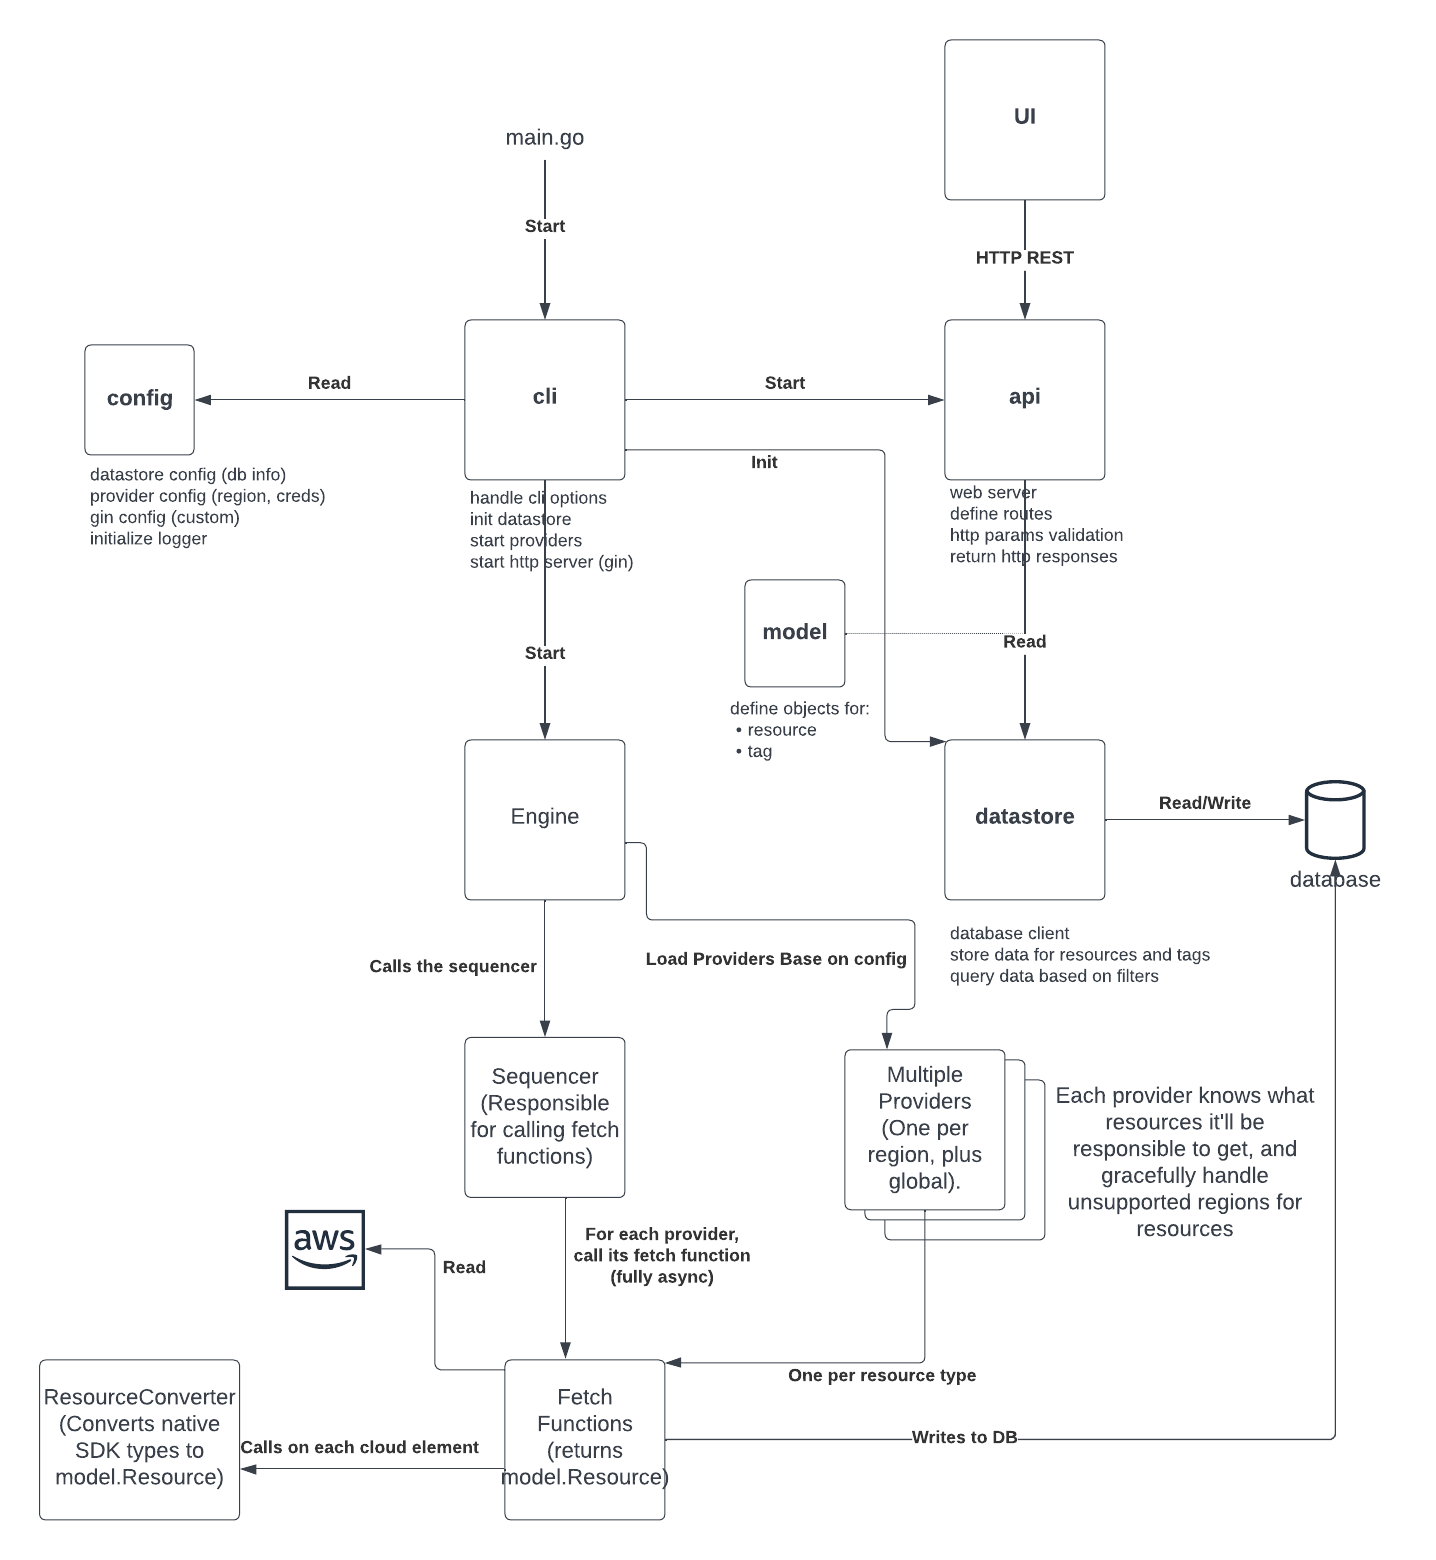 UI
main.go
Start
HTTP REST
config
Read
cli
Start
api
Init
datastore config (db info)
provider config (region, creds)
gin config (custom)
initialize logger
handle cli options
init datastore
start providers
start http server (gin)
web server
define routes
http params validation
return http responses
model
Read
Start
define objects for:
• resource
• tag
Engine
datastore
Read/Write
database
database client
store data for resources and tags
query data based on filters
Calls the sequencer
Load Providers Base on config
Sequencer
(Responsible
for calling fetch
functions)
Multiple
Providers
(One per
region, plus
global).
Each provider knows what
resources it'll be
responsible to get, and
gracefully handle
unsupported regions for
resources
aws
Read
For each provider,
call its fetch function
(fully async)
One per resource type
ResourceConverter
(Converts native
SDK types to
model.Resource)
Calls on each cloud element
Fetch
Functions
(returns
model.Resource)
Writes to DB